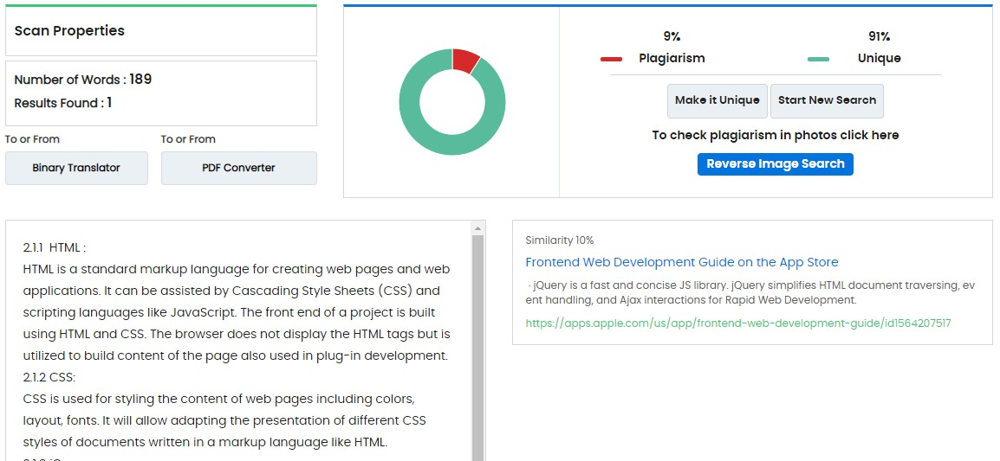 Scan Properties
Number of Words : 189
Results Found : 1
To or From
To or From
Binary Translator
PDF Converter
9%
91%
Plagiarism
Unique
Make it Unique
Start New Search
To check plagiarism in photos click here
Reverse Image Search
2.1.1 HTML :
HTML is a standard markup language for creating web pages and web
applications. It can be assisted by Cascading Style Sheets (CSS) and
scripting languages like JavaScript. The front end of a project is built
using HTML and CSS. The browser does not display the HTML tags but is
utilized to build content of the page also used in plug-in development.
2.1.2 CSS:
CSS is used for styling the content of web pages including colors,
layout, fonts. It will allow adapting the presentation of different CSS
styles of documents written in a markup language like HTML.
Similarity 10%
Frontend Web Development Guide on the App Store
· jQuery is a fast and concise JS library. jQuery simplifies HTML document traversing, ev
ent handling, and Ajax interactions for Rapid Web Development.
https://apps.apple.com/us/app/frontend-web-development-guide/id1564207517